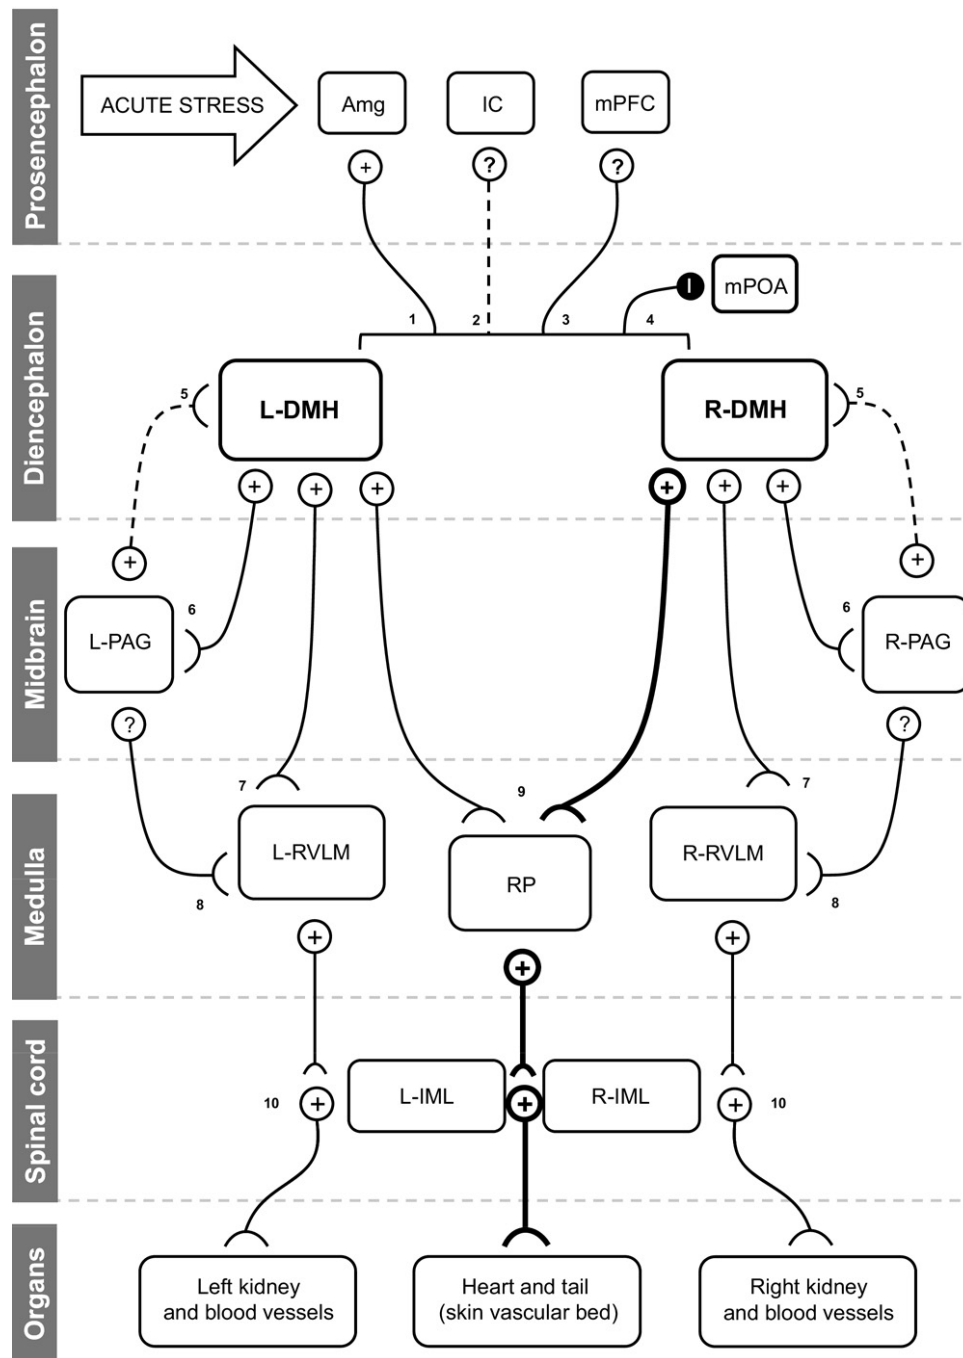 Prosencephalon
ACUTE STRESS
Amg
IC
mPFC
+
?
?
Diencephalon
I
mPOA
1
2
3
4
5
L-DMH
R-DMH
5
+
+
+
+
+
+
Midbrain
+
+
6
L-PAG
6
R-PAG
?
?
Medulla
7
9
7
L-RVLM
RP
R-RVLM
8
8
+
+
+
Spinal cord
10
+
L-IML
+
R-IML
+
10
Organs
Left kidney
and blood vessels
Heart and tail
(skin vascular bed)
Right kidney
and blood vessels